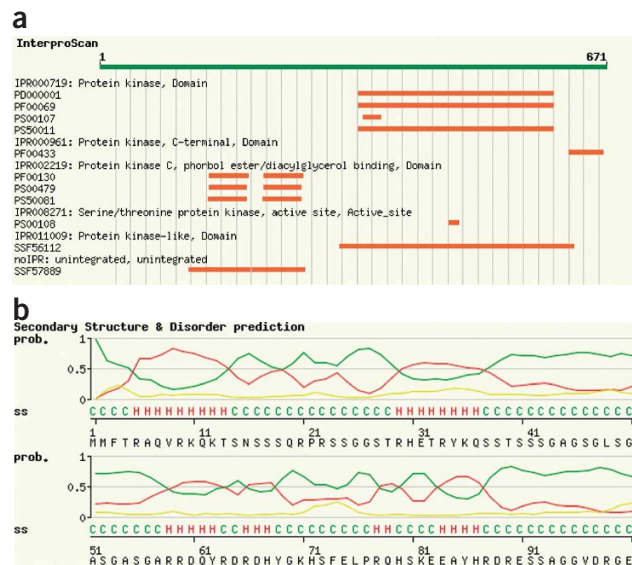 a
InterproScan
1 671
IPR000719: Protein kinase, Domain
PD000001
PF00069
PS00107
PS50011
IPR000961: Protein kinase, C-terminal, Domain
PF00433
IPR002219: Protein kinase C, phorbol ester/diacylglycerol binding, Domain
PF00130
PS00479
PS50081
IPR008271: Serine/threonine protein kinase, active site, Active_site
PS00108
IPR011009: Protein kinase-like, Domain
SSF56112
noIPR: unintegrated, unintegrated
SSF57889
b
Secondary Structure & Disorder prediction
prob. 1
0.5
0
ss CCCCHHHHHHHHHCCCCCCCCCCCCCCCHHHHHHHHCCCCCCCCCCCCCC
1 11 21 31 41
MMFTRAQVRKQKTSNSSSQRPRSSGGSTRHETRYKQSSTSSSGAGSGLSG
prob. 1
0.5
0
ss CCCCCCCHHHHHCCHHHCCCCCCCCCHHCCCCHHHHCCCCCCCCCCCCCC
51 61 71 81 91
ASGASGARRDQYRDRDHYGKHSFELPRQHSKEEEAYHRDRESAGGVDRGE